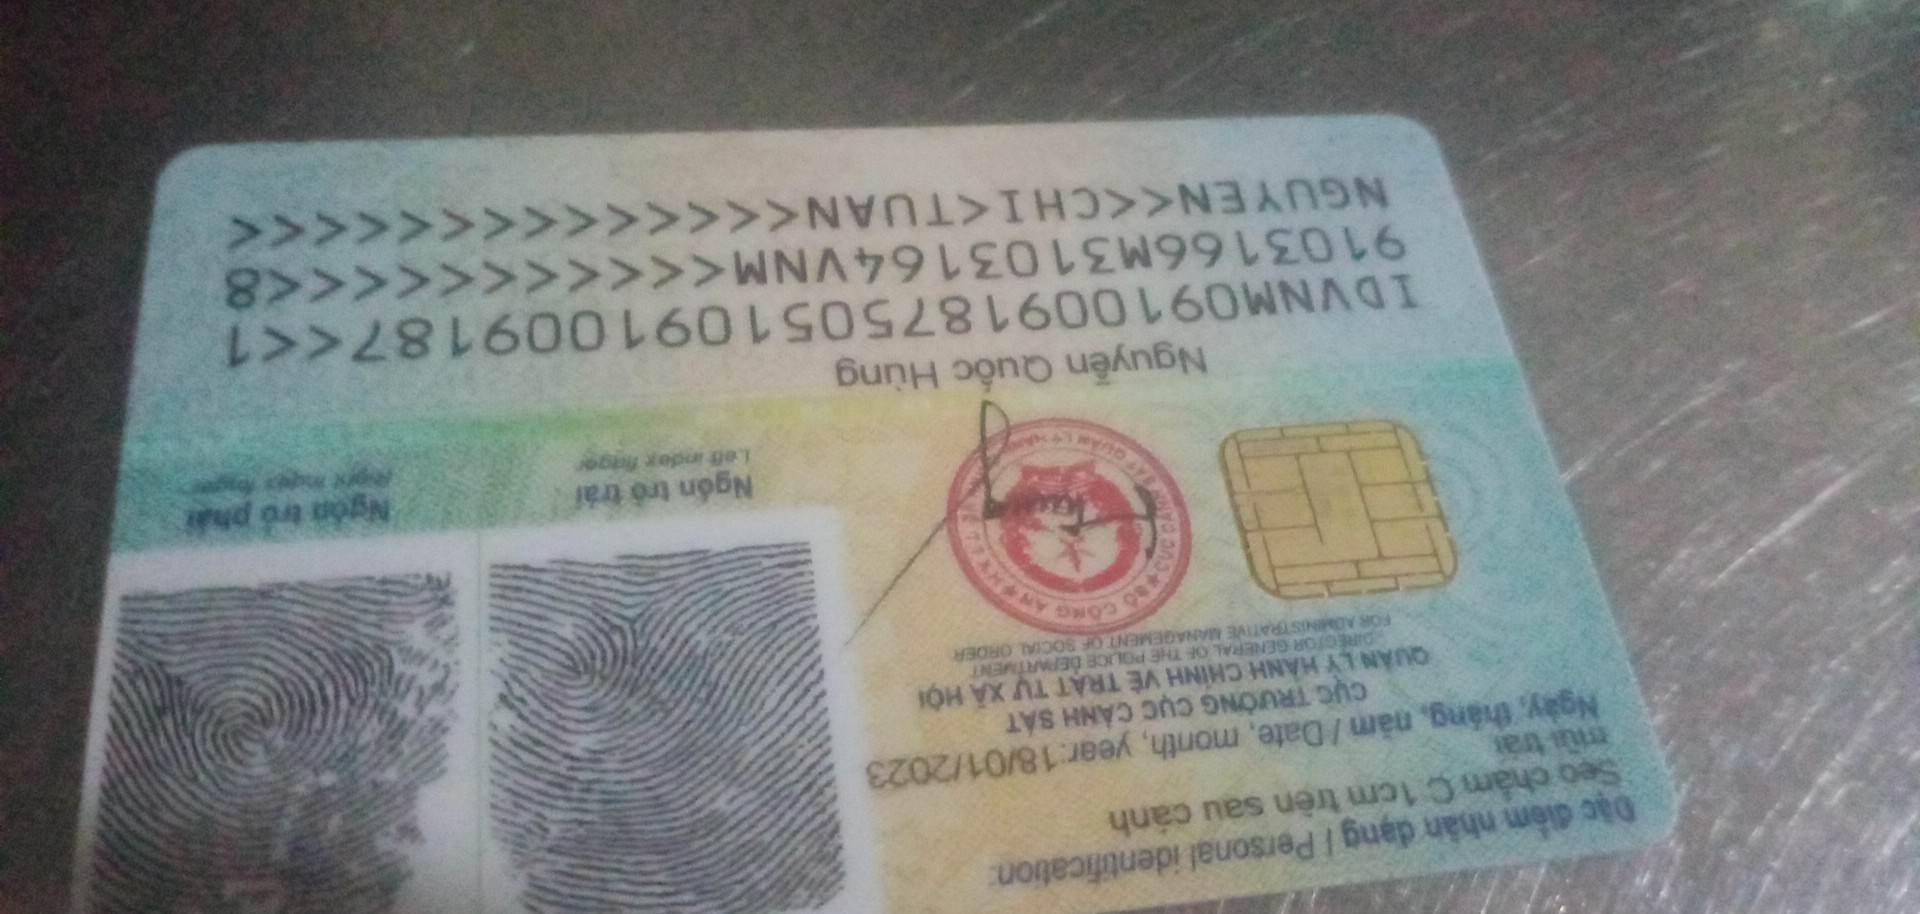 Đặc điểm nhân dạng / Personal identification:
Sẹo chấm C 1cm trên sau cánh
mũi trái
Ngày, tháng, năm / Date, month, year: 18/01/2023
CỤC TRƯỞNG CỤC CẢNH SÁT
QUẢN LÝ HÀNH CHÍNH VỀ TRẬT TỰ XÃ HỘI
DIRECTOR GENERAL OF THE POLICE DEPARTMENT
FOR ADMINISTRATIVE MANAGEMENT OF SOCIAL ORDER
BỘ CÔNG AN
Ngón trỏ trái
Left index finger
Ngón trỏ phải
Right index finger
Nguyễn Quốc Hùng
IDVNM0910091875051091009187<<1
9103166M3103164VNM<<<<<<<<<<<8
NGUYEN<<CHI<TUAN<<<<<<<<<<<<<<